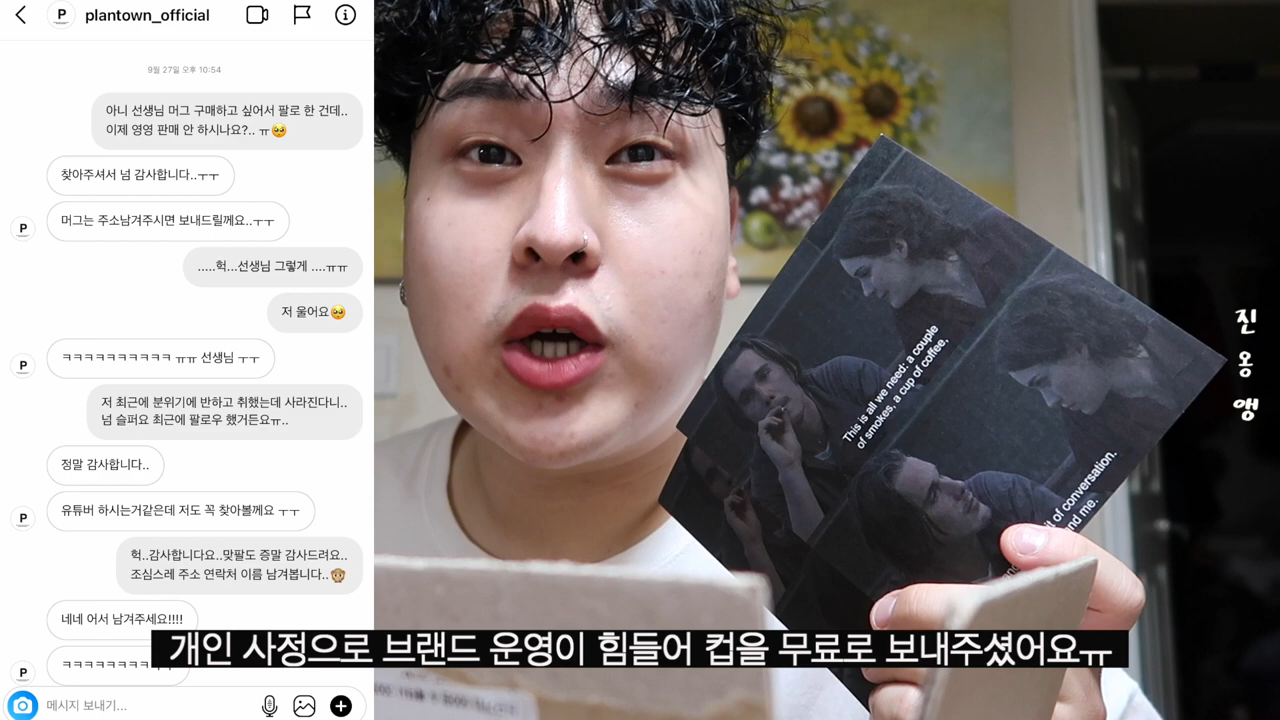 P plantown_official
9월 27일 오후 10:54
아니 선생님 머그 구매하고 싶어서 팔로 한 건데..
이제 영영 판매 안 하시나요?.. ㅠ🥺
찾아주셔서 넘 감사합니다..ㅜㅜ
머그는 주소남겨주시면 보내드릴께요..ㅜㅜ
P
.....헉...선생님 그렇게 ....ㅠㅠ
저 울어요🥺
ㅋㅋㅋㅋㅋㅋㅋㅋㅋㅋ ㅠㅠ 선생님 ㅜㅜ
P
저 최근에 분위기에 반하고 취했는데 사라진다니..
넘 슬퍼요 최근에 팔로우 했거든요ㅠ..
정말 감사합니다..
유튜버 하시는거같은데 저도 꼭 찾아볼께요 ㅜㅜ
P
헉..감사합니다요..맞팔도 증말 감사드려요..
조심스레 주소 연락처 이름 남겨봅니다..🙊
네네 어서 남겨주세요!!!!
ㅋㅋㅋㅋㅋㅋㅋㅋ
P
메시지 보내기...
This is all we need: a couple
of smokes, a cup of coffee,
of conversation.
and me.
진
옹
앵
개인 사정으로 브랜드 운영이 힘들어 컵을 무료로 보내주셨어요ㅠ